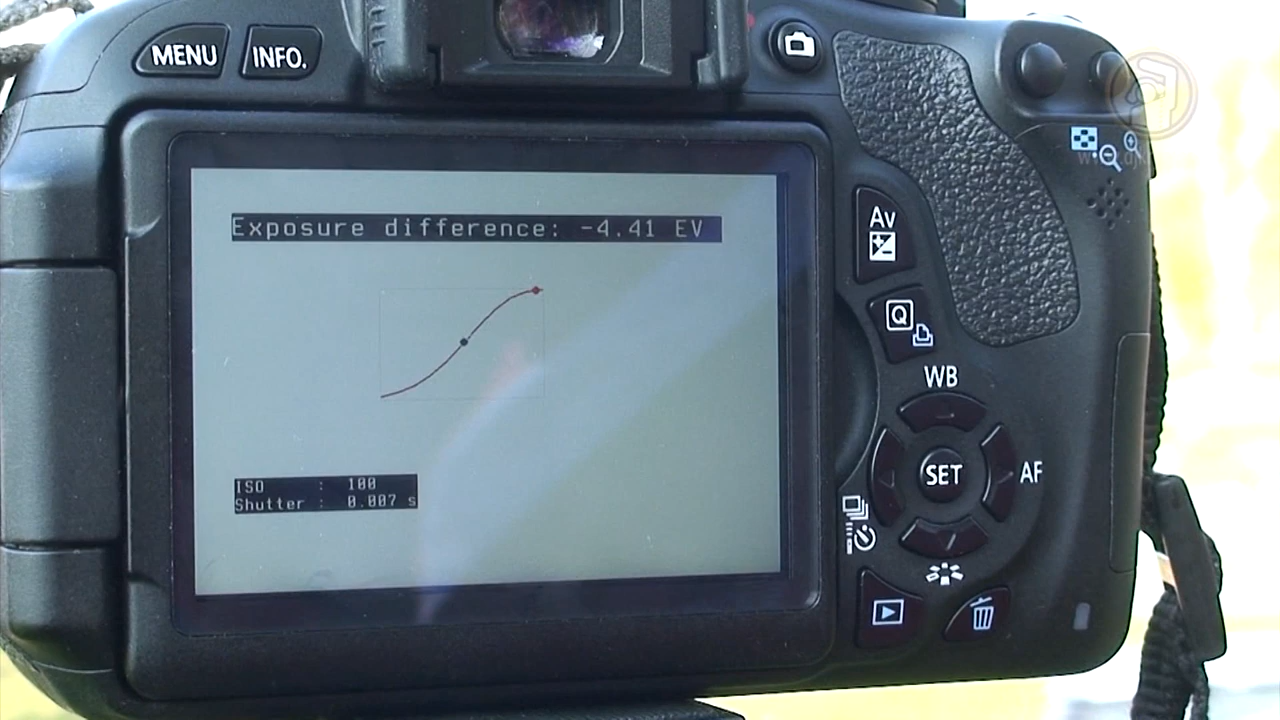 MENU INFO.
Exposure difference: -4.41 EV
Av
Q
WB
ISO : 100
Shutter : 0.007 s
SET
AF